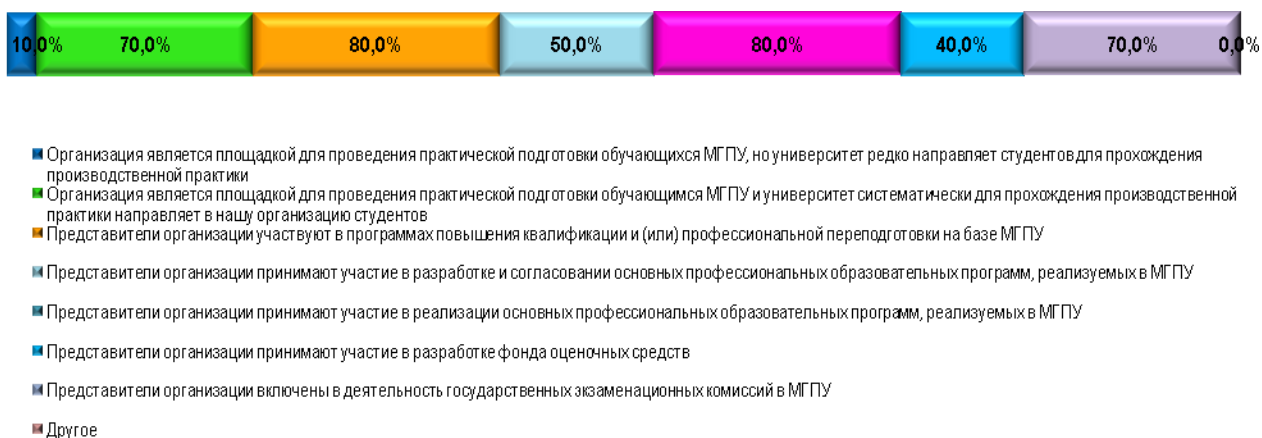 10,0% 70,0% 80,0% 50,0% 80,0% 40,0% 70,0% 0,0%
Организация является площадкой для проведения практической подготовки обучающихся МГПУ, но университет редко направляет студентов для прохождения
производственной практики
Организация является площадкой для проведения практической подготовки обучающимся МГПУ и университет систематически для прохождения производственной
практики направляет в нашу организацию студентов
Представители организации участвуют в программах повышения квалификации и (или) профессиональной переподготовки на базе МГПУ
Представители организации принимают участие в разработке и согласовании основных профессиональных образовательных программ, реализуемых в МГПУ
Представители организации принимают участие в реализации основных профессиональных образовательных программ, реализуемых в МГПУ
Представители организации принимают участие в разработке фонда оценочных средств
Представители организации включены в деятельность государственных экзаменационных комиссий в МГПУ
Другое